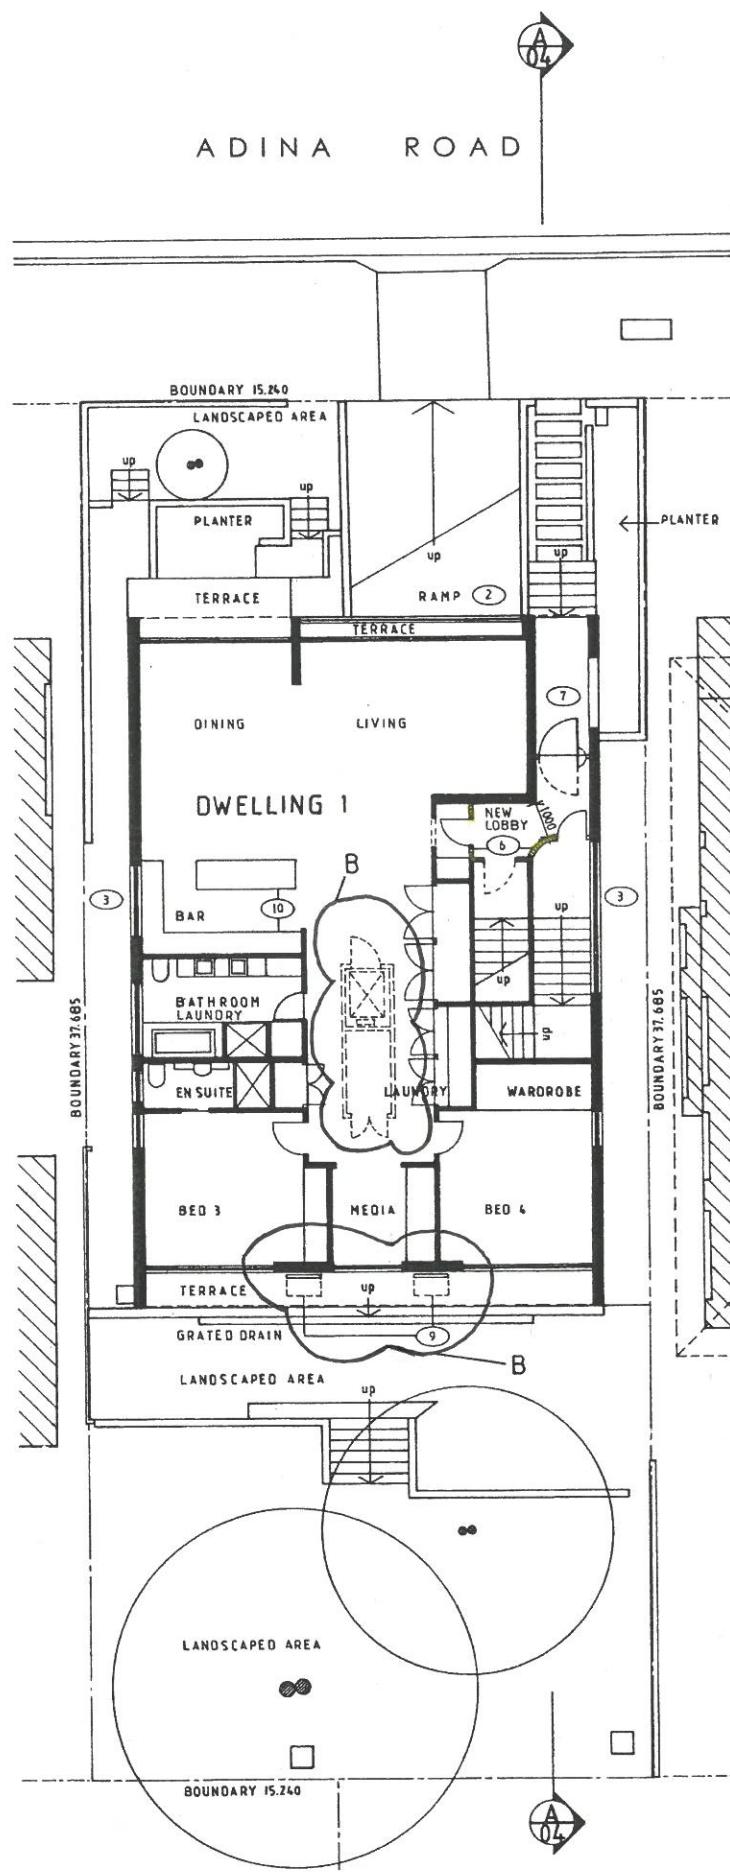 A
04
ADINA ROAD
BOUNDARY 15.240
LANDSCAPED AREA
up
up
PLANTER
up
up
PLANTER
TERRACE
RAMP 2
TERRACE
7
DINING
LIVING
DWELLING 1
NEW
LOBBY
1000
6
B
3
10
3
BAR
up
up
BATHROOM
LAUNDRY
up
BOUNDARY 37.685
BOUNDARY 37.685
ENSUITE
LAUNDRY
WARDROBE
BED 3
MEDIA
BED 4
TERRACE
up
GRATED DRAIN
9
B
LANDSCAPED AREA
up
LANDSCAPED AREA
BOUNDARY 15.240
A
04